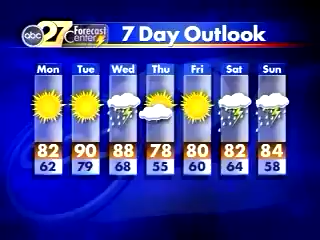 abc 27 Forecast Center 7 Day Outlook
Mon Tue Wed Thu Fri Sat Sun
82 90 88 78 80 82 84
62 79 68 55 60 64 58